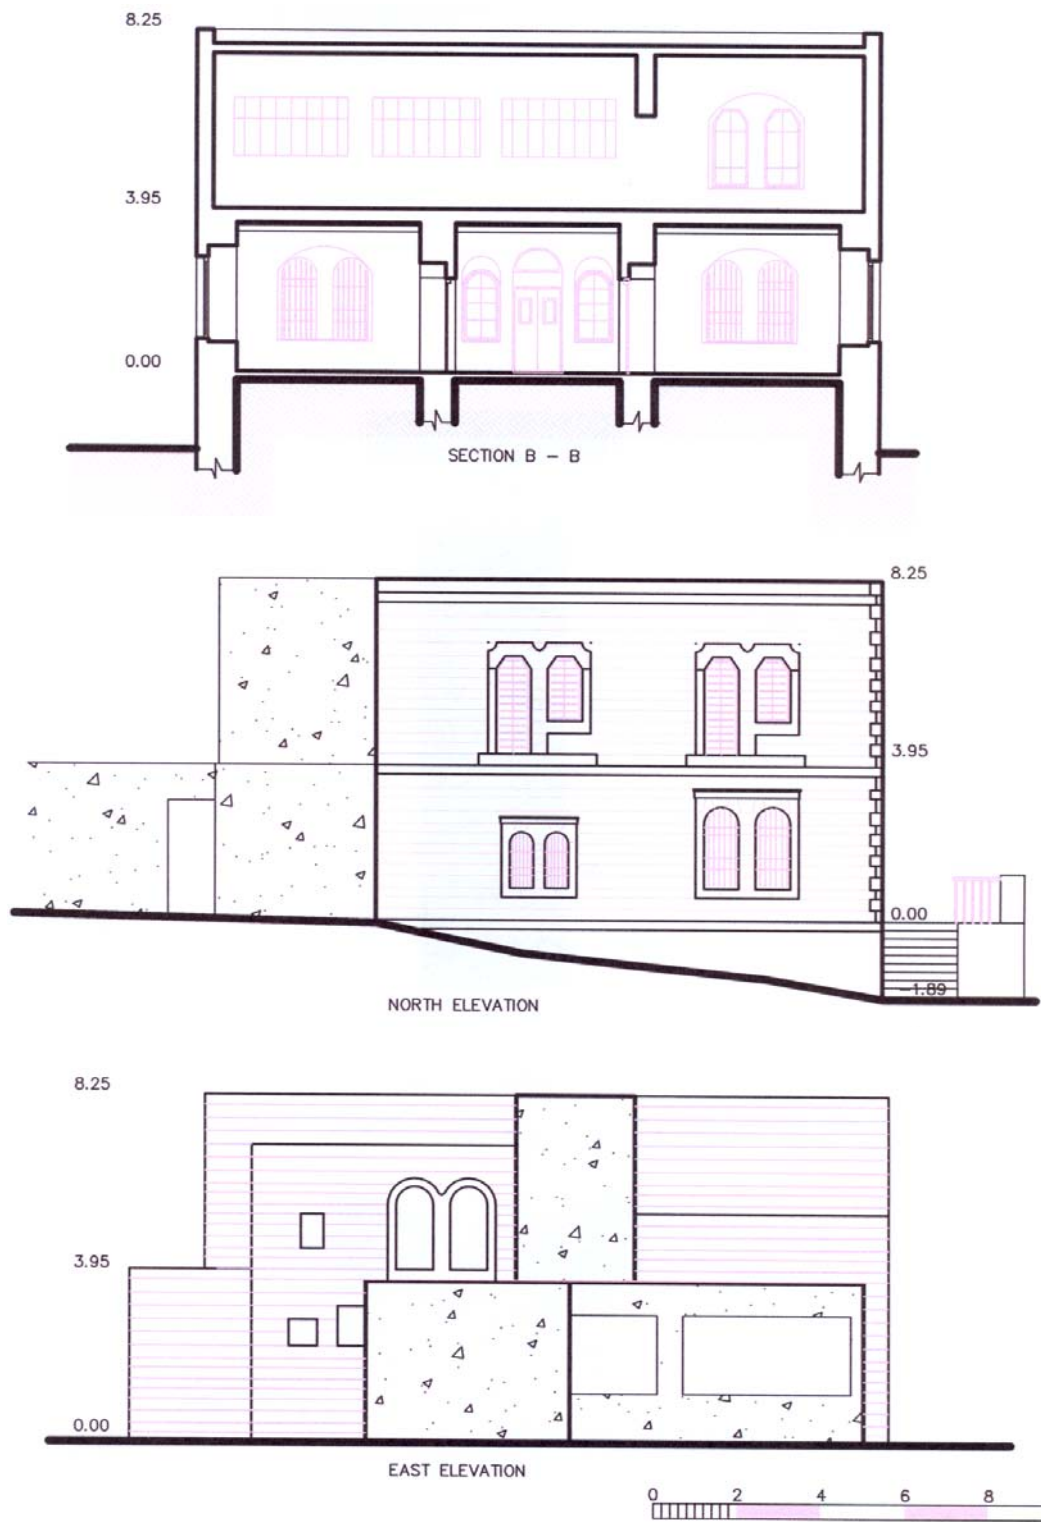 8.25
3.95
0.00
SECTION B – B
8.25
3.95
0.00
-1.89
NORTH ELEVATION
8.25
3.95
0.00
EAST ELEVATION
0 2 4 6 8